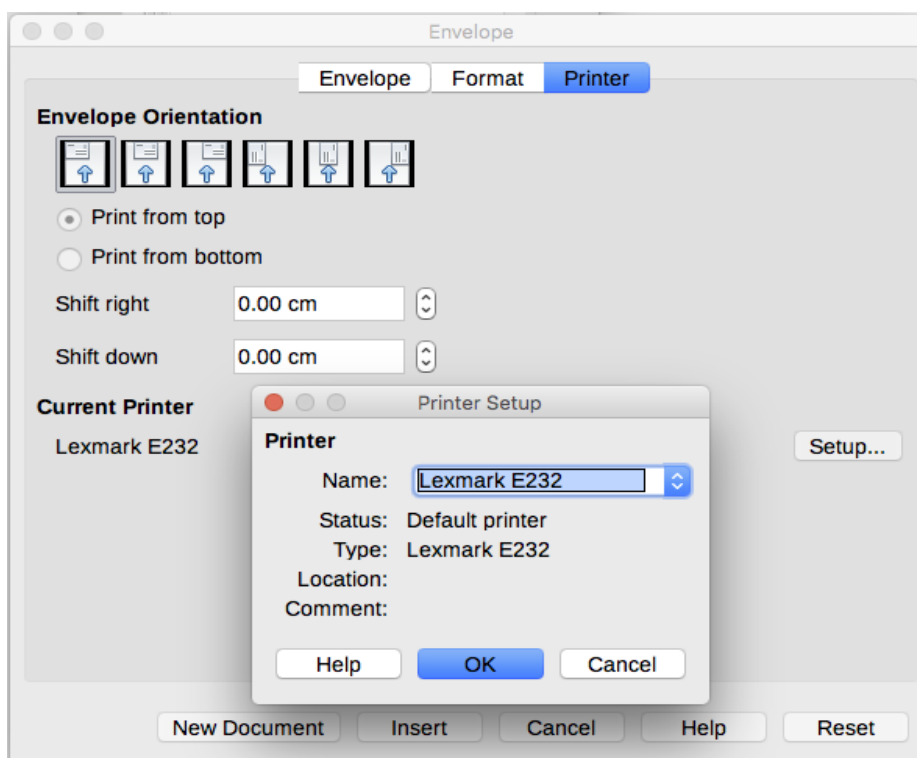 Envelope
Envelope Format Printer
Envelope Orientation
Print from top
Print from bottom
Shift right 0.00 cm
Shift down 0.00 cm
Current Printer
Lexmark E232
Setup...
Printer Setup
Printer
Name: Lexmark E232
Status: Default printer
Type: Lexmark E232
Location:
Comment:
Help OK Cancel
New Document Insert Cancel Help Reset